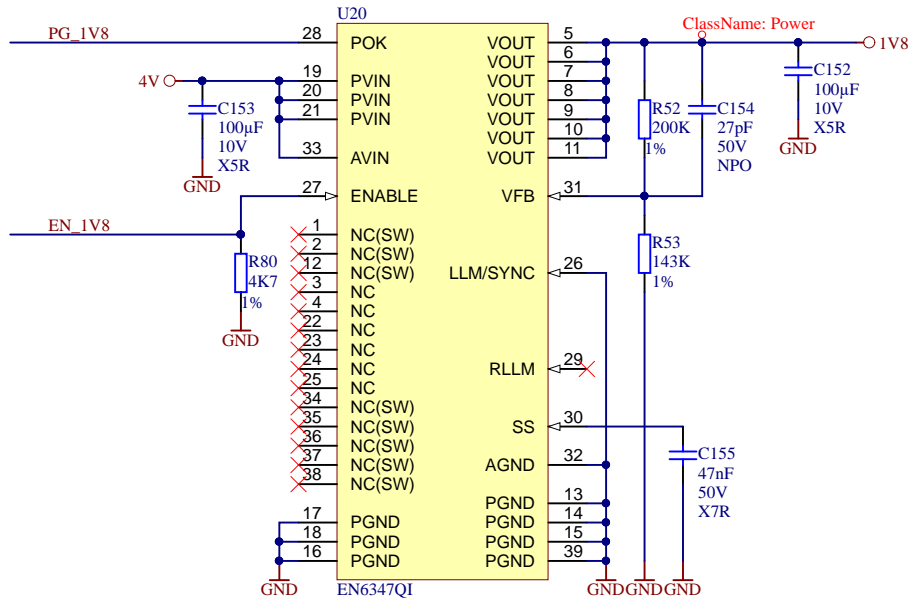 U20
ClassName: Power
PG_1V8
28
POK
VOUT
5
1V8
VOUT
6
4V
19
PVIN
VOUT
7
20
PVIN
VOUT
8
21
PVIN
VOUT
9
VOUT
10
33
AVIN
VOUT
11
C153
100µF
10V
X5R
GND
R52
200K
1%
C154
27pF
50V
NPO
C152
100µF
10V
X5R
GND
27
ENABLE
VFB
31
EN_1V8
R80
4K7
1%
GND
1
NC(SW)
2
NC(SW)
12
NC(SW)
LLM/SYNC
26
3
NC
4
NC
22
NC
23
NC
24
NC
RLLM
29
25
NC
34
NC(SW)
35
NC(SW)
SS
30
36
NC(SW)
37
NC(SW)
AGND
32
38
NC(SW)
R53
143K
1%
C155
47nF
50V
X7R
PGND
13
17
PGND
PGND
14
18
PGND
PGND
15
16
PGND
PGND
39
GND
EN6347QI
GND
GND
GND